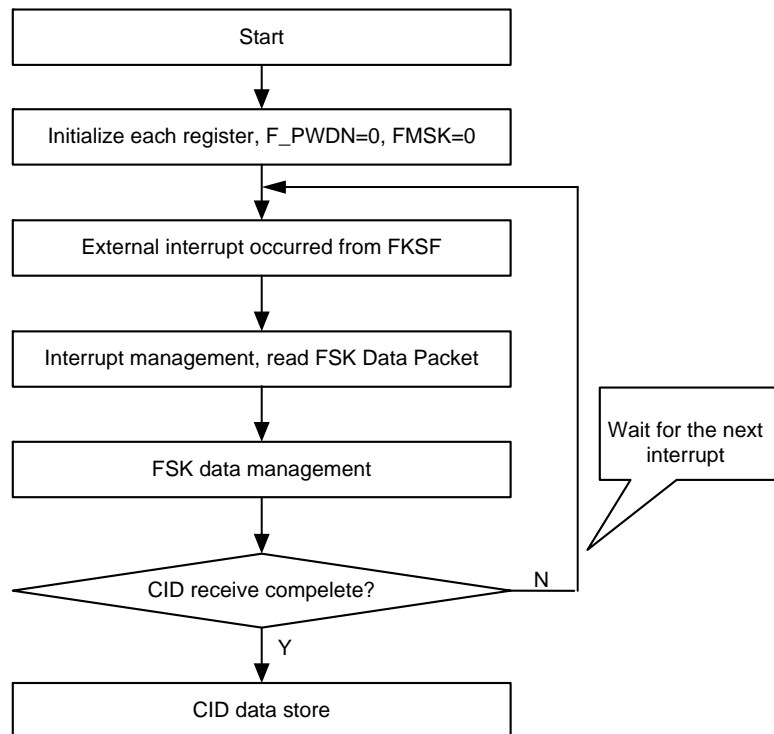 Start
Initialize each register, F_PWDN=0, FMSK=0
External interrupt occurred from FKSF
Interrupt management, read FSK Data Packet
Wait for the next
interrupt
FSK data management
CID receive compelete?
N
Y
CID data store